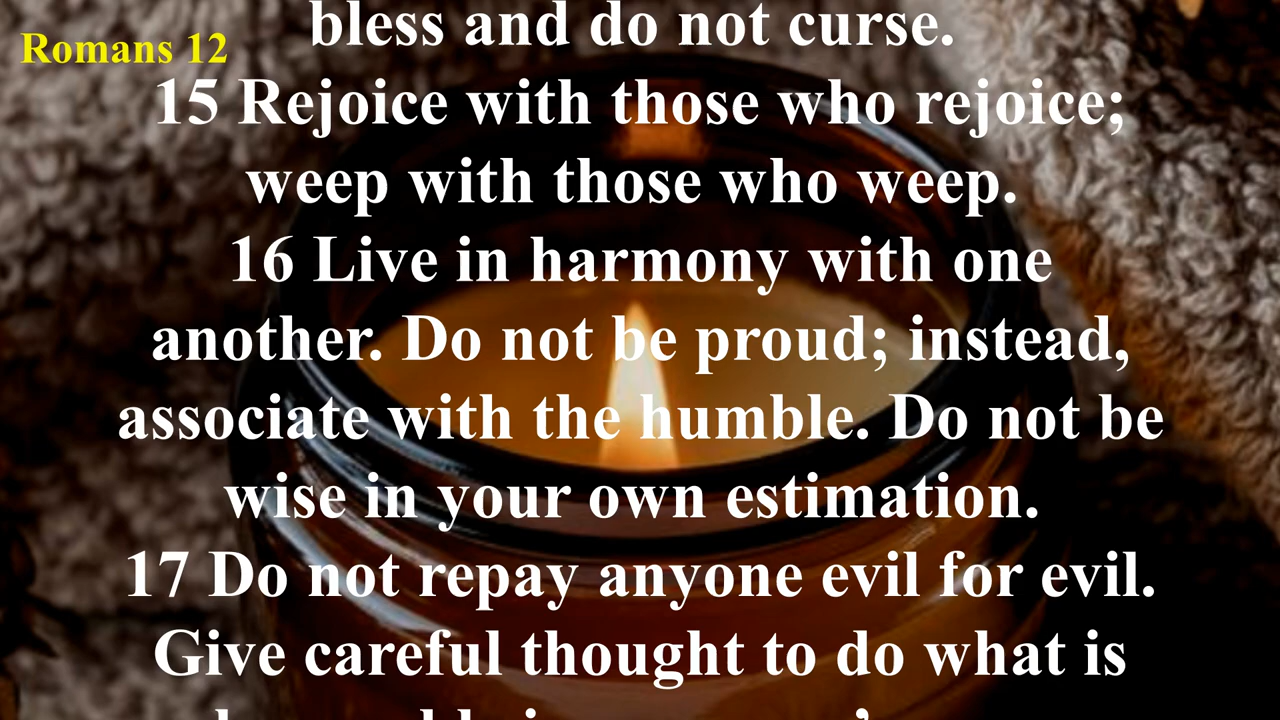 bless and do not curse.
Romans 12
15 Rejoice with those who rejoice;
weep with those who weep.
16 Live in harmony with one
another. Do not be proud; instead,
associate with the humble. Do not be
wise in your own estimation.
17 Do not repay anyone evil for evil.
Give careful thought to do what is